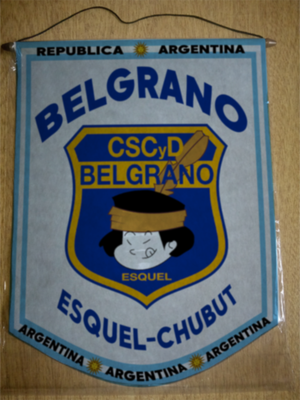 REPUBLICA ARGENTINA
BELGRANO
CSCyD
BELGRANO
ESQUEL
ESQUEL-CHUBUT
ARGENTINA ARGENTINA ARGENTINA